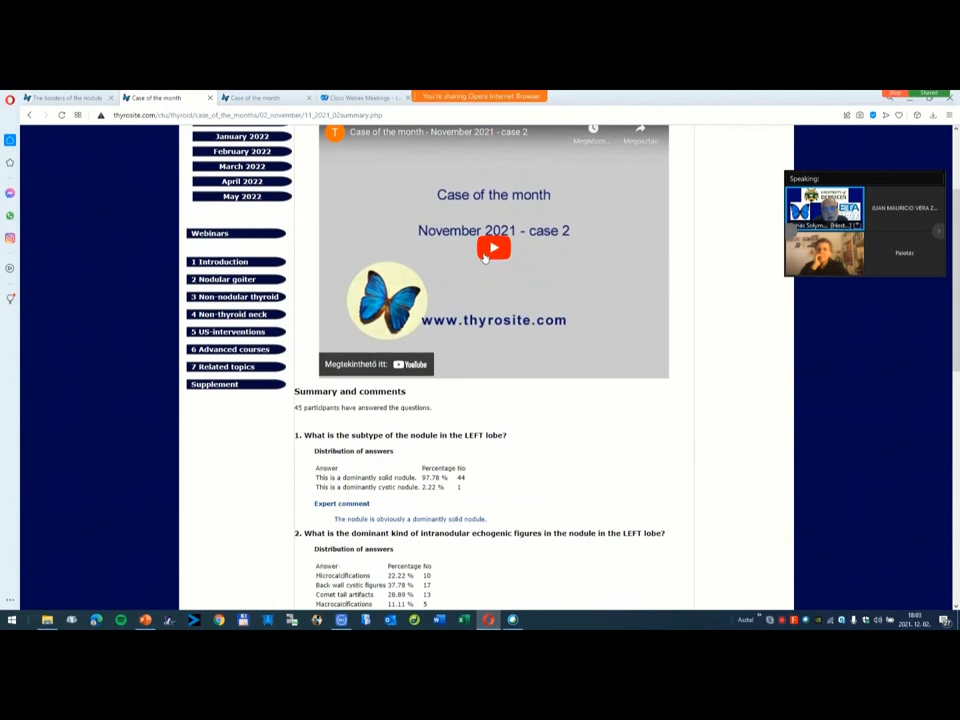 The borders of the nodule
Case of the month
Case of the month
Cisco Webex Meetings - L
You're sharing Opera Internet Browser
Stop
Shared
thyrosite.com/ctu/thyroid/case_of_the_months/02_november/11_2021_02summary.php
January 2022
February 2022
March 2022
April 2022
May 2022
Webinars
1 Introduction
2 Nodular goiter
3 Non-nodular thyroid
4 Non-thyroid neck
5 US-interventions
6 Advanced courses
7 Related topics
Supplement
T
Case of the month - November 2021 - case 2
Megnézen...
Megosztás
Case of the month
November 2021 - case 2
www.thyrosite.com
Megtekinthető itt: YouTube
Speaking:
UNIVERSITY of
DEBRECEN
ETA
JUAN MAURICIO VERA Z...
Paletás
Summary and comments
45 participants have answered the questions.
1. What is the subtype of the nodule in the LEFT lobe?
Distribution of answers
Answer Percentage No
This is a dominantly solid nodule. 97.78 % 44
This is a dominantly cystic nodule. 2.22 % 1
Expert comment
The nodule is obviously a dominantly solid nodule.
2. What is the dominant kind of intranodular echogenic figures in the nodule in the LEFT lobe?
Distribution of answers
Answer Percentage No
Microcalcifications 22.22 % 10
Back wall cystic figures 37.78 % 17
Comet tail artifacts 28.89 % 13
Macrocalcifications 11.11 % 5
Asztal
18:03
2021. 12. 02.